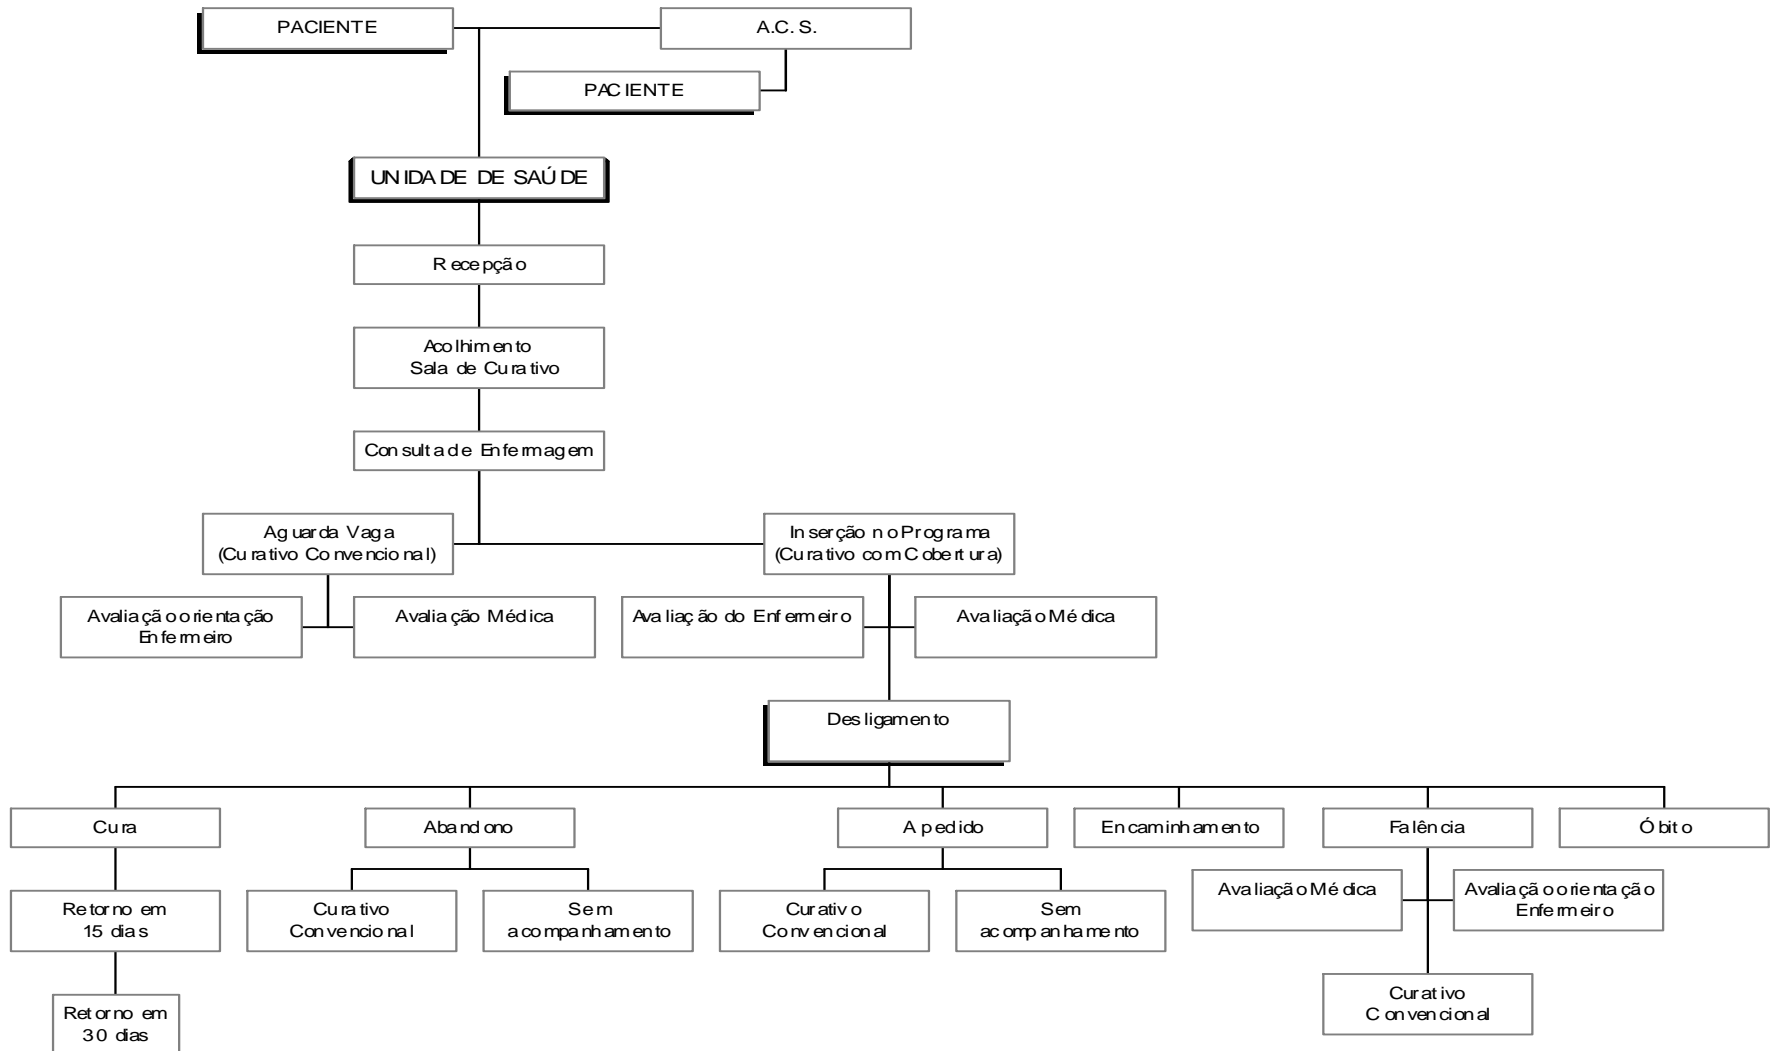 PACIENTE
A.C.S.
PACIENTE
UNIDADE DE SAÚDE
Recepção
Acolhimento
Sala de Curativo
Consulta de Enfermagem
Aguarda Vaga
(Curativo Convencional)
Inserção no Programa
(Curativo com Cobertura)
Avaliação orientação
Enfermeiro
Avaliação Médica
Avaliação do Enfermeiro
Avaliação Médica
Desligamento
Cura
Abandono
A pedido
Encaminhamento
Falência
Óbito
Retorno em
15 dias
Curativo
Convencional
Sem
acompanhamento
Curativo
Convencional
Sem
acompanhamento
Avaliação Médica
Avaliação orientação
Enfermeiro
Retorno em
30 dias
Curativo
Convencional